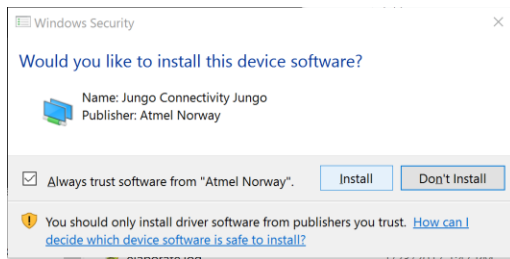 Windows Security
Would you like to install this device software?
Name: Jungo Connectivity Jungo
Publisher: Atmel Norway
Always trust software from "Atmel Norway".
Install
Don't Install
You should only install driver software from publishers you trust. How can I
decide which device software is safe to install?